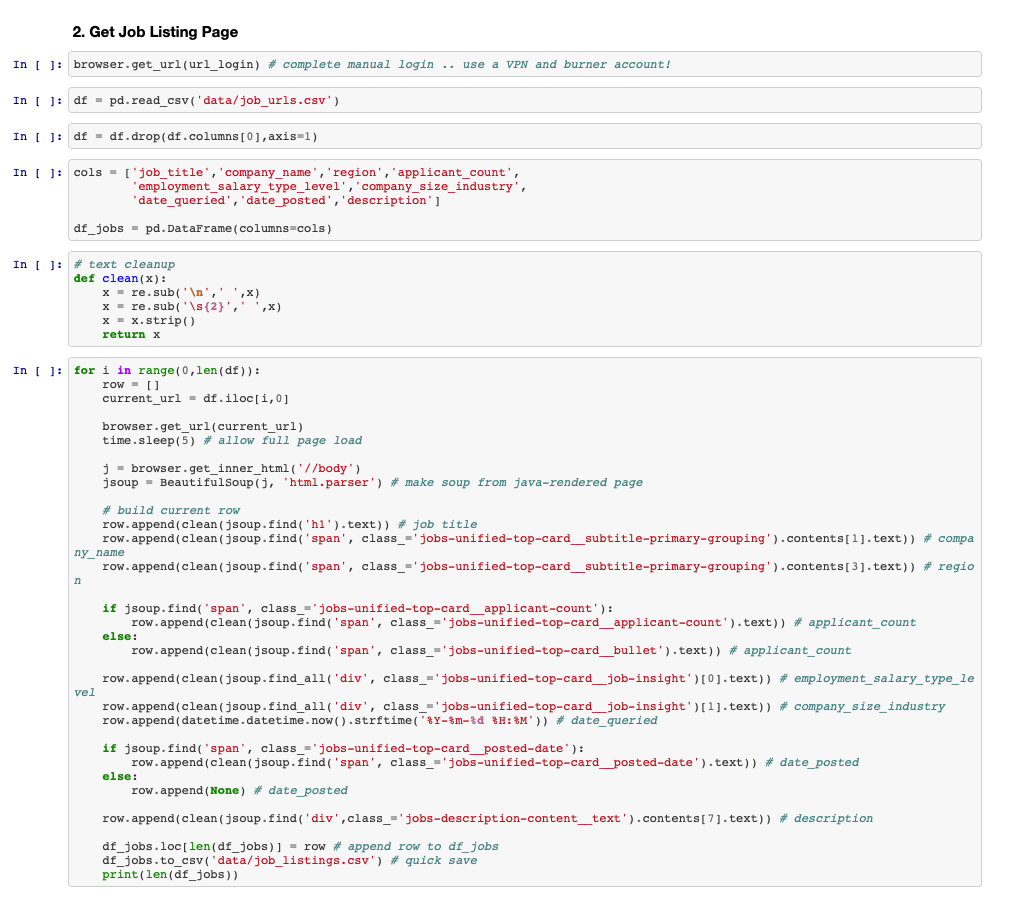 2. Get Job Listing Page
In [ ]: browser.get_url(url_login) # complete manual login .. use a VPN and burner account!
In [ ]: df = pd.read_csv('data/job_urls.csv')
In [ ]: df = df.drop(df.columns[0],axis=1)
In [ ]: cols = ['job_title','company_name','region','applicant_count',
        'employment_salary_type_level','company_size_industry',
        'date_queried','date_posted','description']
df_jobs = pd.DataFrame(columns=cols)
In [ ]: # text cleanup
def clean(x):
    x = re.sub('\n',' ',x)
    x = re.sub('\s{2}',' ',x)
    x = x.strip()
    return x
In [ ]: for i in range(0,len(df)):
    row = []
    current_url = df.iloc[i,0]
    browser.get_url(current_url)
    time.sleep(5) # allow full page load
    j = browser.get_inner_html('//body')
    jsoup = BeautifulSoup(j, 'html.parser') # make soup from java-rendered page
    # build current row
    row.append(clean(jsoup.find('h1').text)) # job title
    row.append(clean(jsoup.find('span', class_='jobs-unified-top-card__subtitle-primary-grouping').contents[1].text)) # compa
ny_name
    row.append(clean(jsoup.find('span', class_='jobs-unified-top-card__subtitle-primary-grouping').contents[3].text)) # regio
n
    if jsoup.find('span', class_='jobs-unified-top-card__applicant-count'):
        row.append(clean(jsoup.find('span', class_='jobs-unified-top-card__applicant-count').text)) # applicant_count
    else:
        row.append(clean(jsoup.find('span', class_='jobs-unified-top-card__bullet').text)) # applicant_count
    row.append(clean(jsoup.find_all('div', class_='jobs-unified-top-card__job-insight')[0].text)) # employment_salary_type_le
vel
    row.append(clean(jsoup.find_all('div', class_='jobs-unified-top-card__job-insight')[1].text)) # company_size_industry
    row.append(datetime.datetime.now().strftime('%Y-%m-%d %H:%M')) # date_queried
    if jsoup.find('span', class_='jobs-unified-top-card__posted-date'):
        row.append(clean(jsoup.find('span', class_='jobs-unified-top-card__posted-date').text)) # date_posted
    else:
        row.append(None) # date_posted
    row.append(clean(jsoup.find('div',class_='jobs-description-content__text').contents[7].text)) # description
    df_jobs.loc[len(df_jobs)] = row # append row to df_jobs
    df_jobs.to_csv('data/job_listings.csv') # quick save
    print(len(df_jobs))